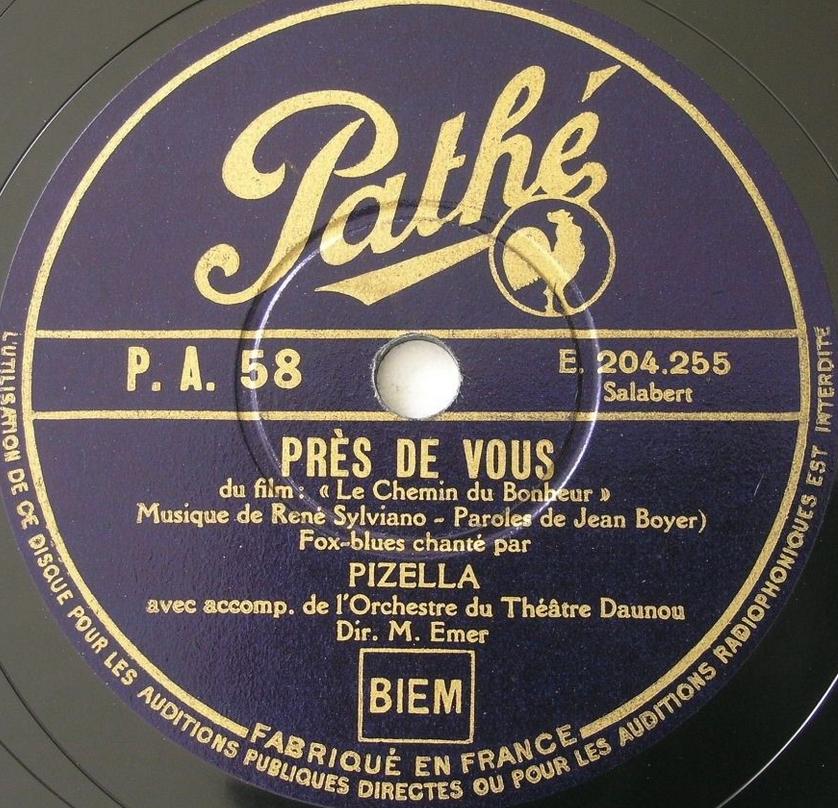 Pathé
P. A. 58
E. 204.255
Salabert
PRÈS DE VOUS
du film : « Le Chemin du Bonheur »
Musique de René Sylviano - Paroles de Jean Boyer)
Fox-blues chanté par
PIZELLA
avec accomp. de l'Orchestre du Théâtre Daunou
Dir. M. Emer
BIEM
FABRIQUÉ EN FRANCE
L'UTILISATION DE CE DISQUE POUR LES AUDITIONS PUBLIQUES DIRECTES OU POUR LES AUDITIONS RADIOPHONIQUES EST INTERDITE